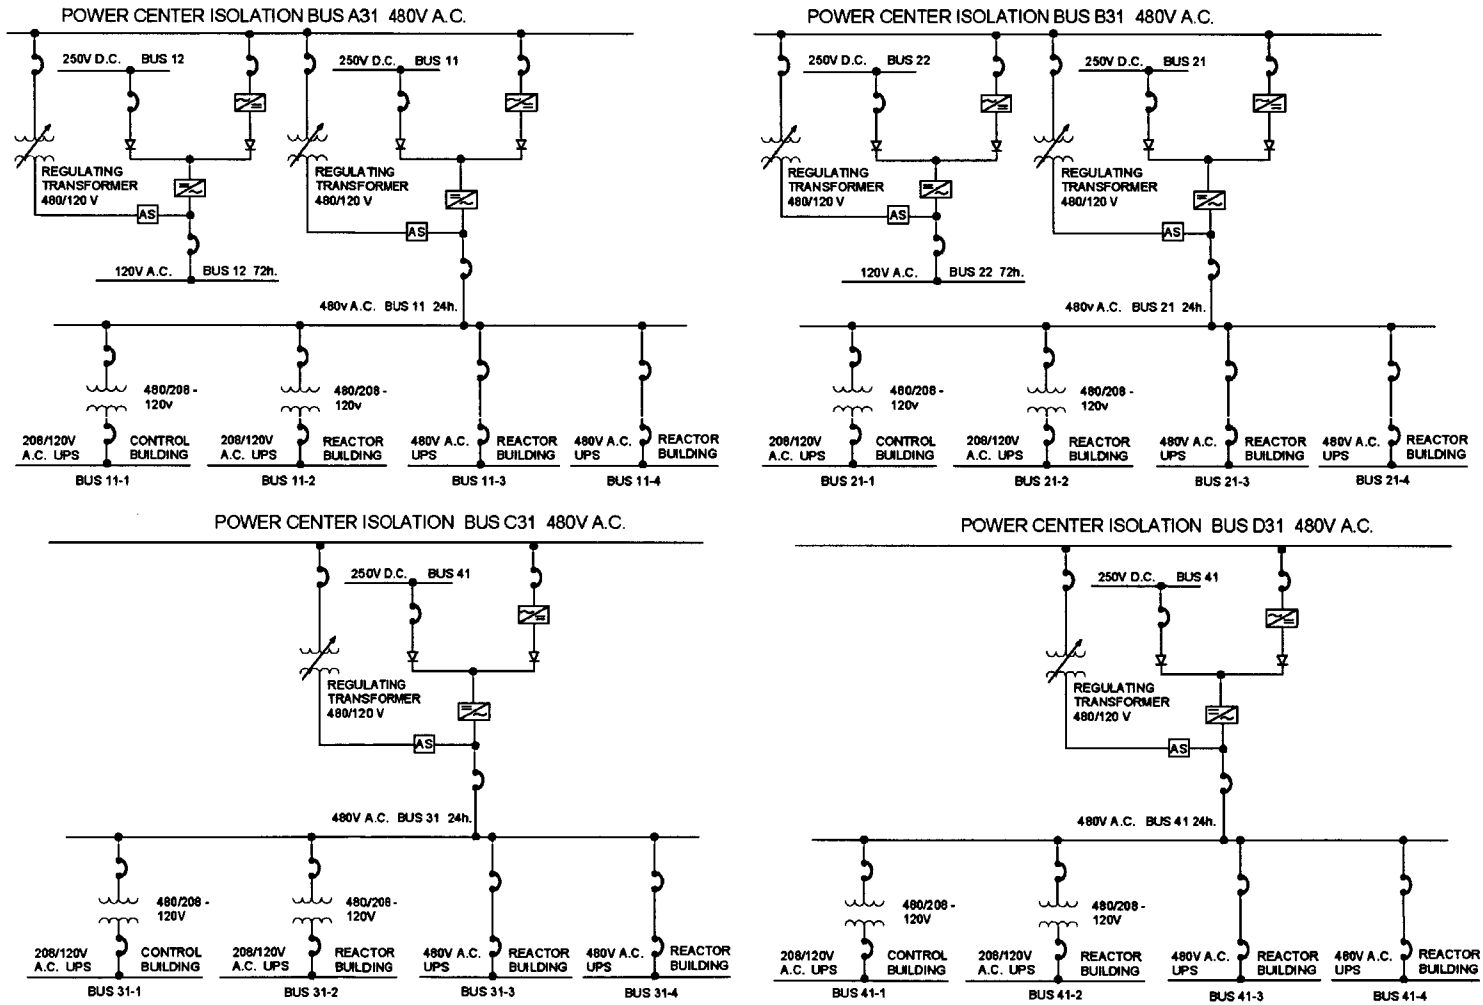 POWER CENTER ISOLATION BUS A31 480V A.C.
250V D.C. BUS 12
250V D.C. BUS 11
REGULATING
TRANSFORMER
480/120 V
REGULATING
TRANSFORMER
480/120 V
AS
AS
120V A.C. BUS 12 72h.
480v A.C. BUS 11 24h.
480/208 -
120v
480/208 -
120v
208/120V
A.C. UPS
CONTROL
BUILDING
208/120V
A.C. UPS
REACTOR
BUILDING
480V A.C.
UPS
REACTOR
BUILDING
480V A.C.
UPS
REACTOR
BUILDING
BUS 11-1
BUS 11-2
BUS 11-3
BUS 11-4
POWER CENTER ISOLATION BUS B31 480V A.C.
250V D.C. BUS 22
250V D.C. BUS 21
REGULATING
TRANSFORMER
480/120 V
REGULATING
TRANSFORMER
480/120 V
AS
AS
120V A.C. BUS 22 72h.
480v A.C. BUS 21 24h.
480/208 -
120v
480/208 -
120v
208/120V
A.C. UPS
CONTROL
BUILDING
208/120V
A.C. UPS
REACTOR
BUILDING
480V A.C.
UPS
REACTOR
BUILDING
480V A.C.
UPS
REACTOR
BUILDING
BUS 21-1
BUS 21-2
BUS 21-3
BUS 21-4
POWER CENTER ISOLATION BUS C31 480V A.C.
250V D.C. BUS 41
REGULATING
TRANSFORMER
480/120 V
AS
480V A.C. BUS 31 24h.
480/208 -
120V
480/208 -
120V
208/120V
A.C. UPS
CONTROL
BUILDING
208/120V
A.C. UPS
REACTOR
BUILDING
480V A.C.
UPS
REACTOR
BUILDING
480V A.C.
UPS
REACTOR
BUILDING
BUS 31-1
BUS 31-2
BUS 31-3
BUS 31-4
POWER CENTER ISOLATION BUS D31 480V A.C.
250V D.C. BUS 41
REGULATING
TRANSFORMER
480/120 V
AS
480V A.C. BUS 41 24h.
480/208 -
120V
480/208 -
120V
208/120V
A.C. UPS
CONTROL
BUILDING
208/120V
A.C. UPS
REACTOR
BUILDING
480V A.C.
UPS
REACTOR
BUILDING
480V A.C.
UPS
REACTOR
BUILDING
BUS 41-1
BUS 41-2
BUS 41-3
BUS 41-4